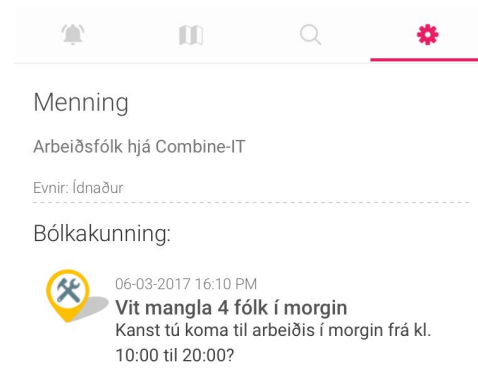 Menning
Arbeiðsfólk hjá Combine-IT
Evnir: Ídnaður
Bólkakunning:
06-03-2017 16:10 PM
Vit mangla 4 fólk í morgin
Kanst tú koma til arbeiðis í morgin frá kl.
10:00 til 20:00?